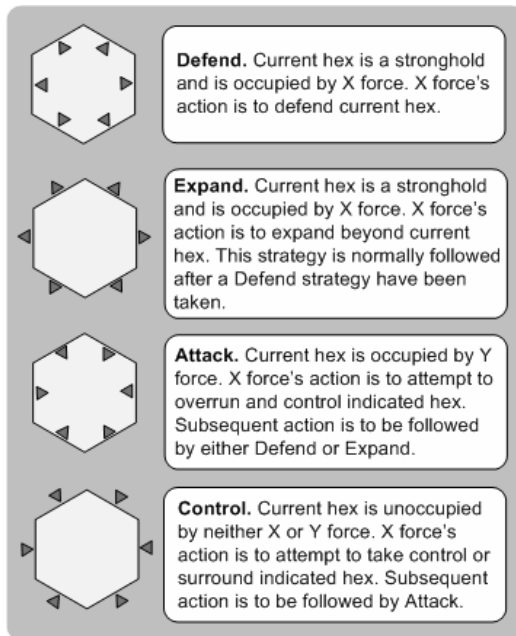 Defend. Current hex is a stronghold
and is occupied by X force. X force's
action is to defend current hex.
Expand. Current hex is a stronghold
and is occupied by X force. X force's
action is to expand beyond current
hex. This strategy is normally followed
after a Defend strategy have been
taken.
Attack. Current hex is occupied by Y
force. X force's action is to attempt to
overrun and control indicated hex.
Subsequent action is to be followed
by either Defend or Expand.
Control. Current hex is unoccupied
by neither X or Y force. X force's
action is to attempt to take control or
surround indicated hex. Subsequent
action is to be followed by Attack.